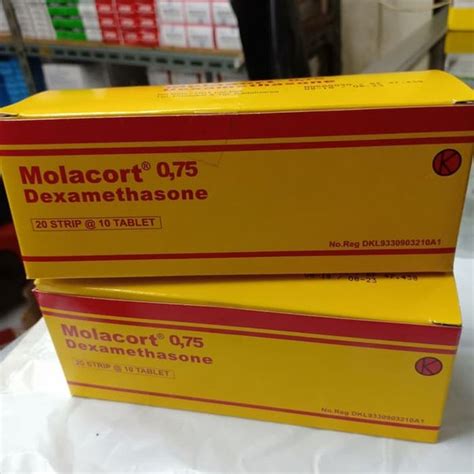 Molacort® 0,75
Dexamethasone
20 STRIP @ 10 TABLET
K
No.Reg DKL9330903210A1
Molacort® 0,75
Dexamethasone
20 STRIP @ 10 TABLET
K
No.Reg DKL9330903210A1